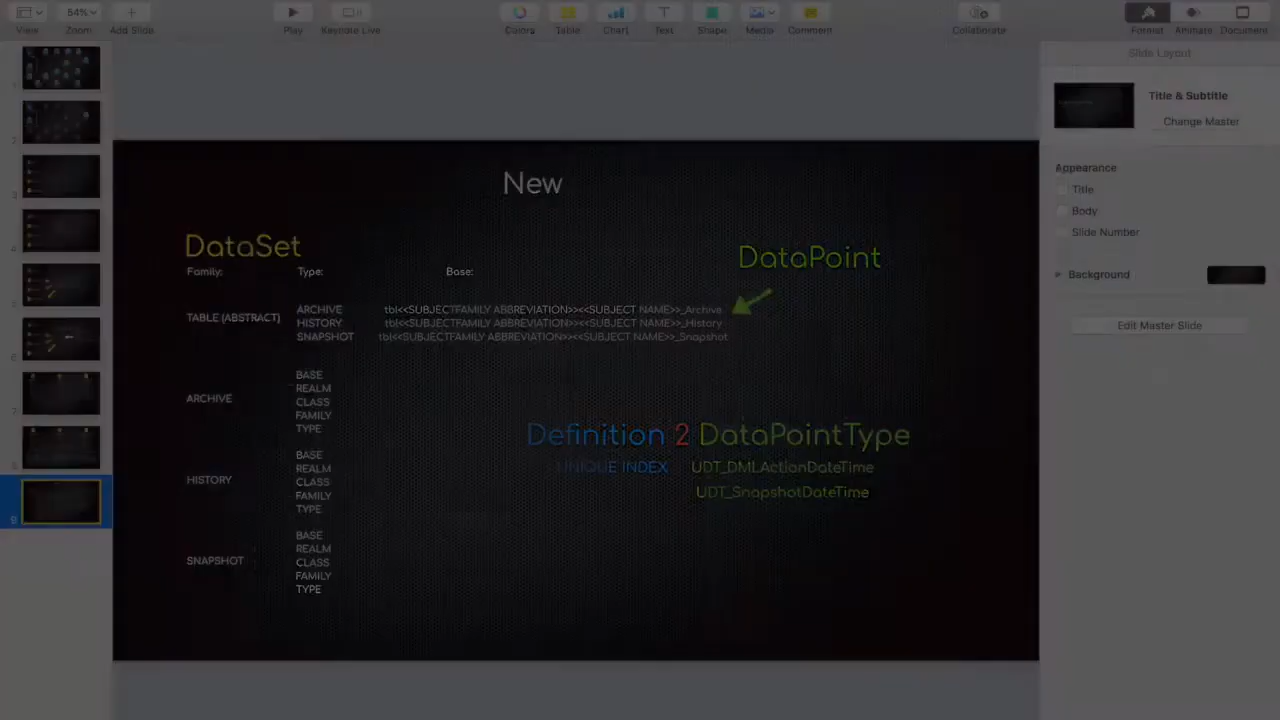 54%
View
Zoom
Add Slide
Play
Keynote Live
Colors
Table
Chart
Text
Shape
Media
Comment
Collaborate
Format
Animate
Document
Slide Layout
Title & Subtitle
Change Master
Appearance
Title
Body
Slide Number
Background
Edit Master Slide
New
DataSet
DataPoint
Family:
Type:
Base:
TABLE (ABSTRACT)
ARCHIVE
tbl<<SUBJECTFAMILY ABBREVIATION>><<SUBJECT NAME>>_Archive
HISTORY
tbl<<SUBJECTFAMILY ABBREVIATION>><<SUBJECT NAME>>_History
SNAPSHOT
tbl<<SUBJECTFAMILY ABBREVIATION>><<SUBJECT NAME>>_Snapshot
ARCHIVE
BASE
REALM
CLASS
FAMILY
TYPE
HISTORY
BASE
REALM
CLASS
FAMILY
TYPE
SNAPSHOT
BASE
REALM
CLASS
FAMILY
TYPE
Definition 2 DataPointType
UNIQUE INDEX
UDT_DMLActionDateTime
UDT_SnapshotDateTime